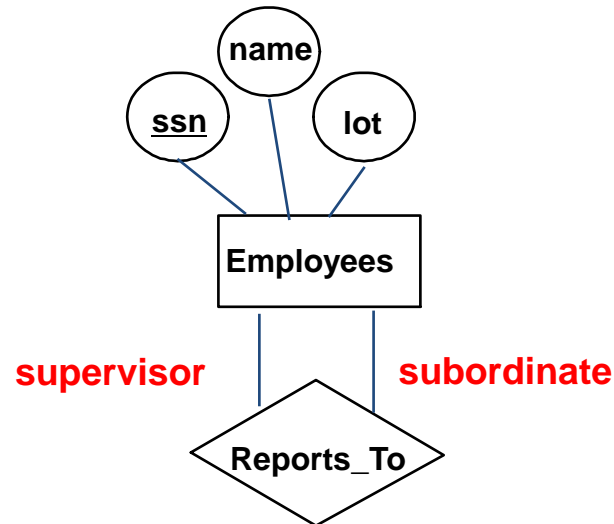 name
ssn
lot
Employees
supervisor
subordinate
Reports_To